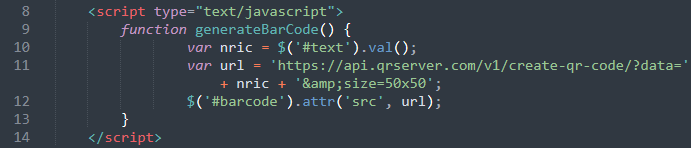 8 <script type="text/javascript">
9 function generateBarCode() {
10 var nric = $('#text').val();
11 var url = 'https://api.qrserver.com/v1/create-qr-code/?data='
+ nric + '&amp;size=50x50';
12 $('#barcode').attr('src', url);
13 }
14 </script>